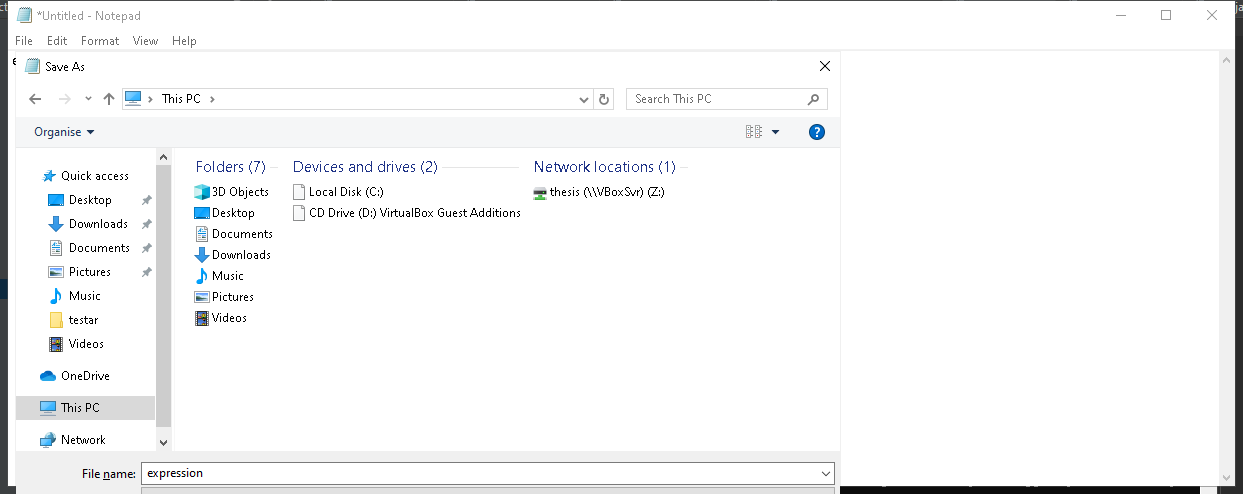 *Untitled - Notepad
File Edit Format View Help
Save As
This PC
Search This PC
Organise
Quick access
Desktop
Downloads
Documents
Pictures
Music
testar
Videos
OneDrive
This PC
Network
Folders (7)
3D Objects
Desktop
Documents
Downloads
Music
Pictures
Videos
Devices and drives (2)
Local Disk (C:)
CD Drive (D:) VirtualBox Guest Additions
Network locations (1)
thesis (\\VBoxSvr) (Z:)
File name: expression